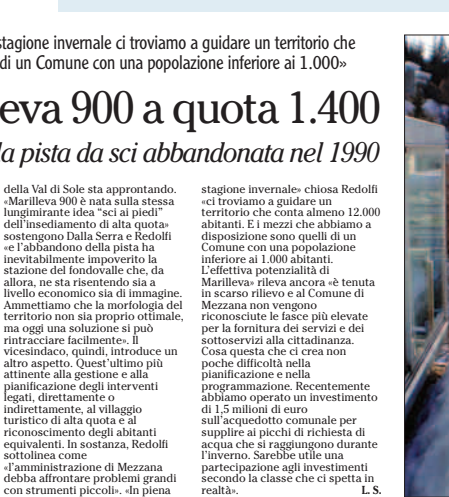 stagione invernale ci troviamo a guidare un territorio che
di un Comune con una popolazione inferiore ai 1.000»
leva 900 a quota 1.400
la pista da sci abbandonata nel 1990
della Val di Sole sta approntando.
«Marilleva 900 è nata sulla stessa
lungimirante idea "sci ai piedi"
dell'insediamento di alta quota»
sostengono Dalla Serra e Redolfi
«e l'abbandono della pista ha
inevitabilmente impoverito la
stazione del fondovalle che, da
allora, ne sta risentendo sia a
livello economico sia di immagine.
Ammettiamo che la morfologia del
territorio non sia proprio ottimale,
ma oggi una soluzione si può
rintracciare facilmente». Il
vicesindaco, quindi, introduce un
altro aspetto. Quest'ultimo più
attinente alla gestione e alla
pianificazione degli interventi
legati, direttamente o
indirettamente, al villaggio
turistico di alta quota e al
riconoscimento degli abitanti
equivalenti. In sostanza, Redolfi
sottolinea come
«l'amministrazione di Mezzana
debba affrontare problemi grandi
con strumenti piccoli». «In piena
stagione invernale» chiosa Redolfi
«ci troviamo a guidare un
territorio che conta almeno 12.000
abitanti. E i mezzi che abbiamo a
disposizione sono quelli di un
Comune con una popolazione
inferiore ai 1.000 abitanti.
L'effettiva potenzialità di
Marilleva» rileva ancora «è tenuta
in scarso rilievo e al Comune di
Mezzana non vengono
riconosciute le fasce più elevate
per la fornitura dei servizi e dei
sottoservizi alla cittadinanza.
Cosa questa che ci crea non
poche difficoltà nella
pianificazione e nella
programmazione. Recentemente
abbiamo operato un investimento
di 1,5 milioni di euro
sull'acquedotto comunale per
supplire ai picchi di richiesta di
acqua che si raggiungono durante
l'inverno. Sarebbe utile una
partecipazione agli investimenti
secondo la classe che ci spetta in
realtà». L. S.